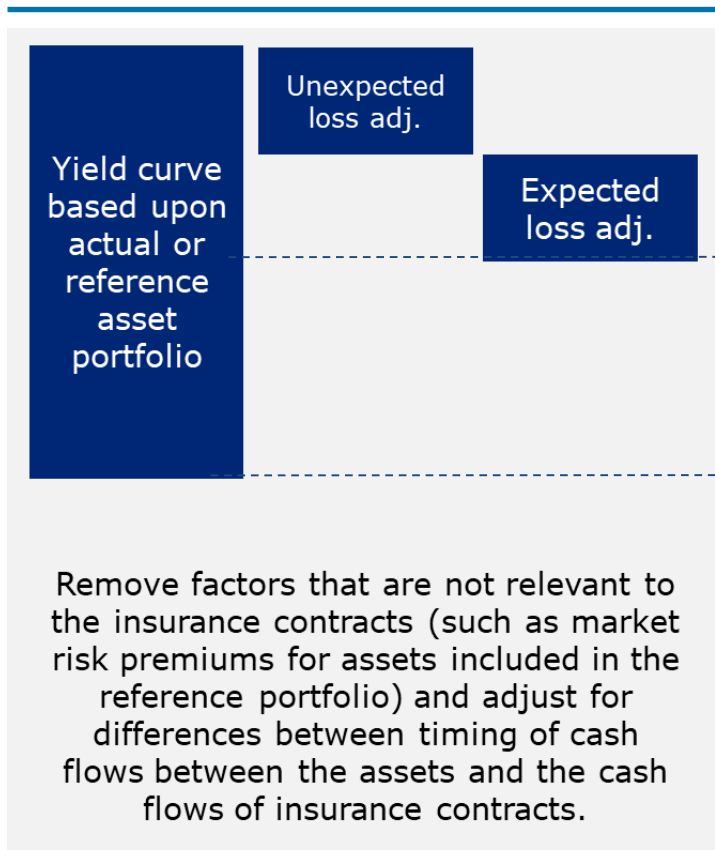 Yield curve
based upon
actual or
reference
asset
portfolio
Unexpected
loss adj.
Expected
loss adj.
Remove factors that are not relevant to
the insurance contracts (such as market
risk premiums for assets included in the
reference portfolio) and adjust for
differences between timing of cash
flows between the assets and the cash
flows of insurance contracts.